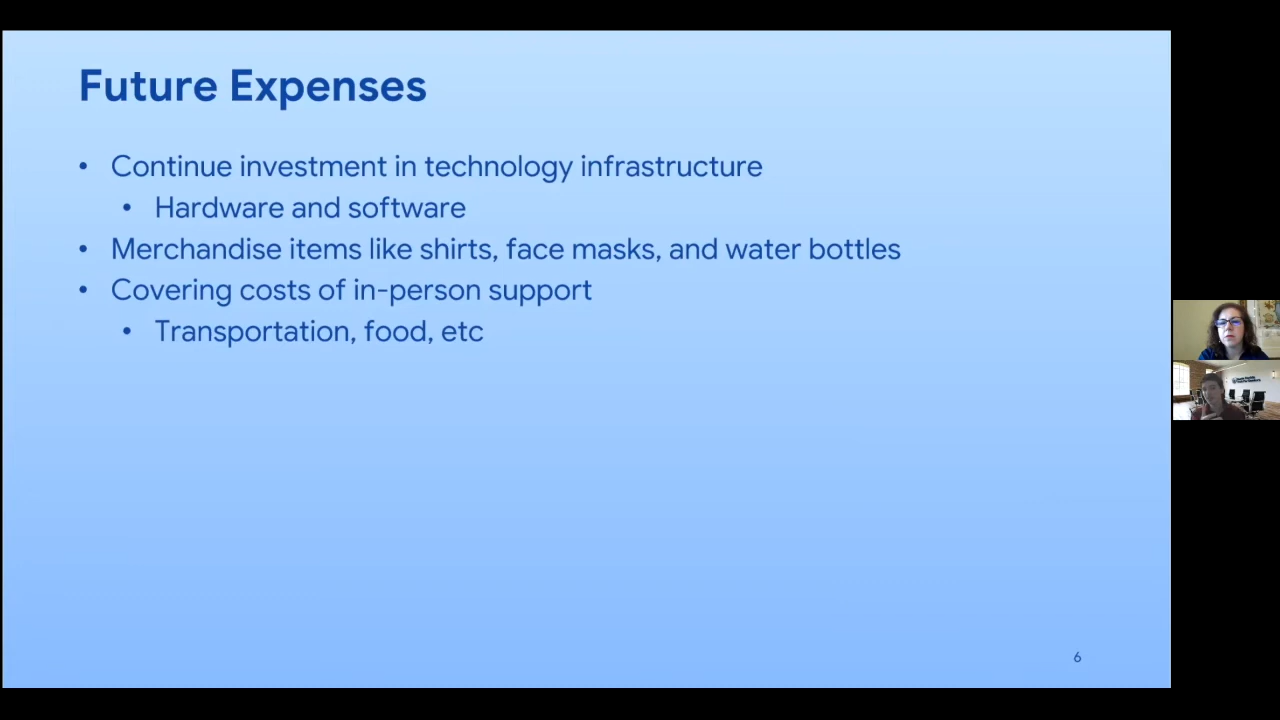 Future Expenses
• Continue investment in technology infrastructure
• Hardware and software
• Merchandise items like shirts, face masks, and water bottles
• Covering costs of in-person support
• Transportation, food, etc
6